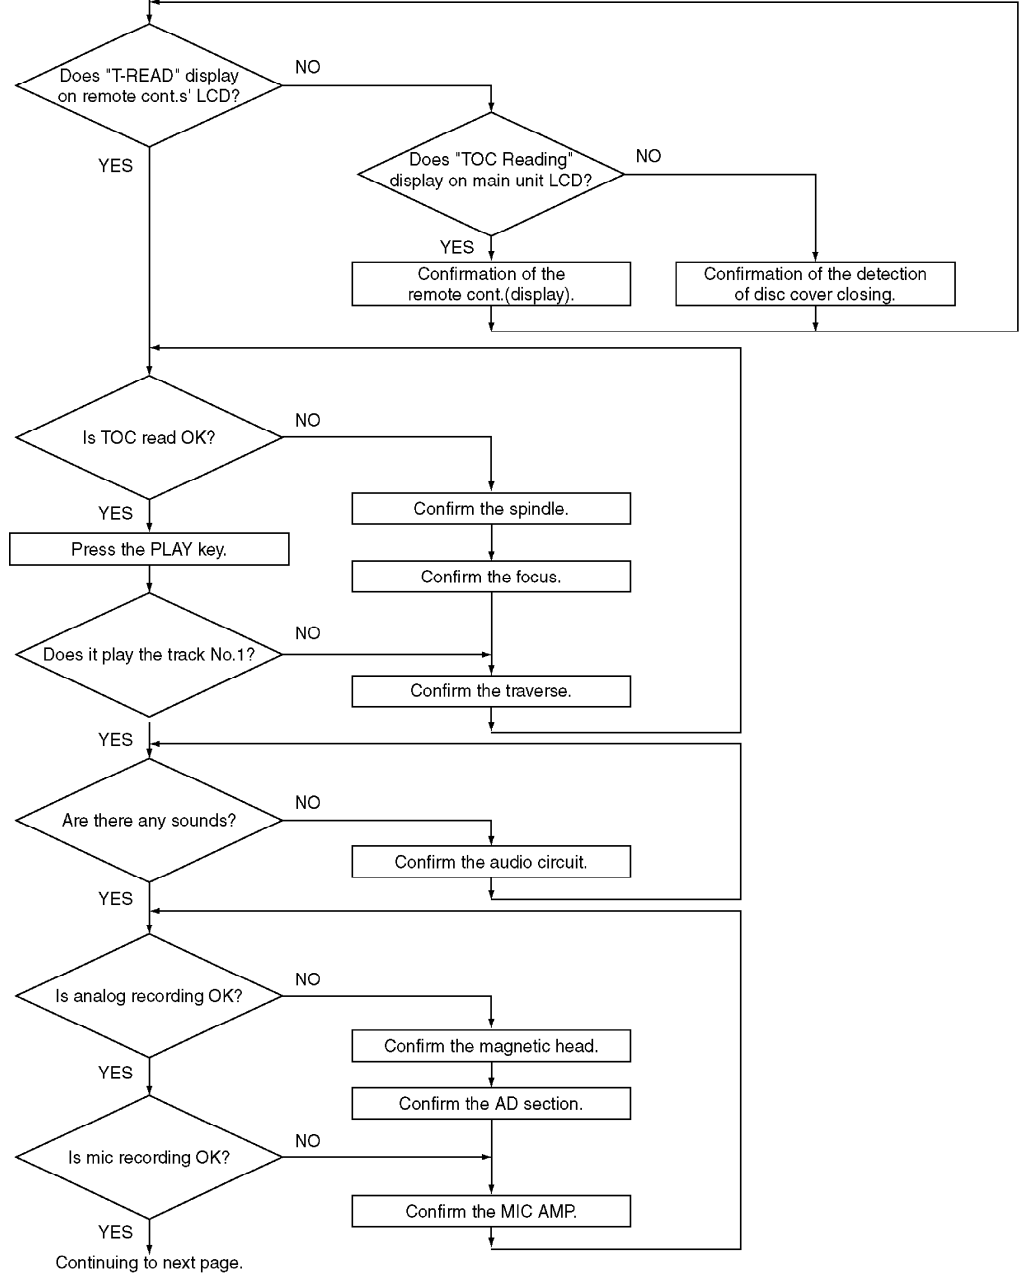 Does "T-READ" display
on remote cont.s' LCD?
NO
YES
Does "TOC Reading"
display on main unit LCD?
NO
YES
Confirmation of the
remote cont.(display).
Confirmation of the detection
of disc cover closing.
Is TOC read OK?
NO
YES
Confirm the spindle.
Press the PLAY key.
Confirm the focus.
Does it play the track No.1?
NO
Confirm the traverse.
YES
Are there any sounds?
NO
Confirm the audio circuit.
YES
Is analog recording OK?
NO
Confirm the magnetic head.
YES
Confirm the AD section.
Is mic recording OK?
NO
Confirm the MIC AMP.
YES
Continuing to next page.